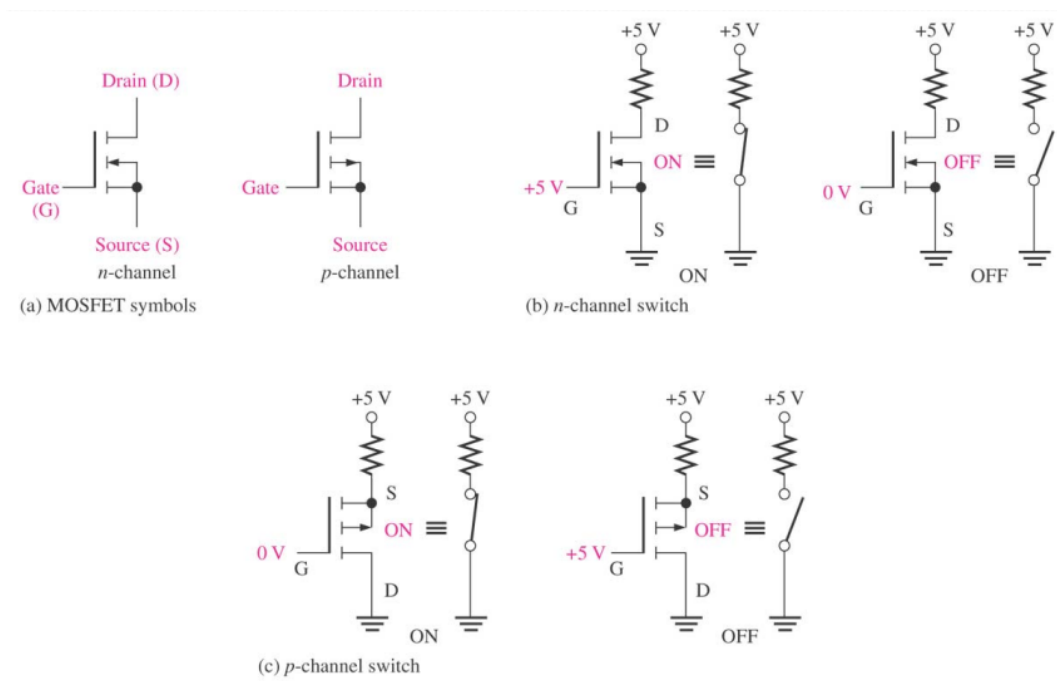 Drain (D)
Gate
(G)
Source (S)
n-channel
Drain
Gate
Source
p-channel
(a) MOSFET symbols
+5 V
+5 V
D
ON
+5 V
G
S
ON
+5 V
+5 V
D
OFF
0 V
G
S
OFF
(b) n-channel switch
+5 V
+5 V
S
ON
0 V
G
D
ON
+5 V
+5 V
S
OFF
+5 V
G
D
OFF
(c) p-channel switch